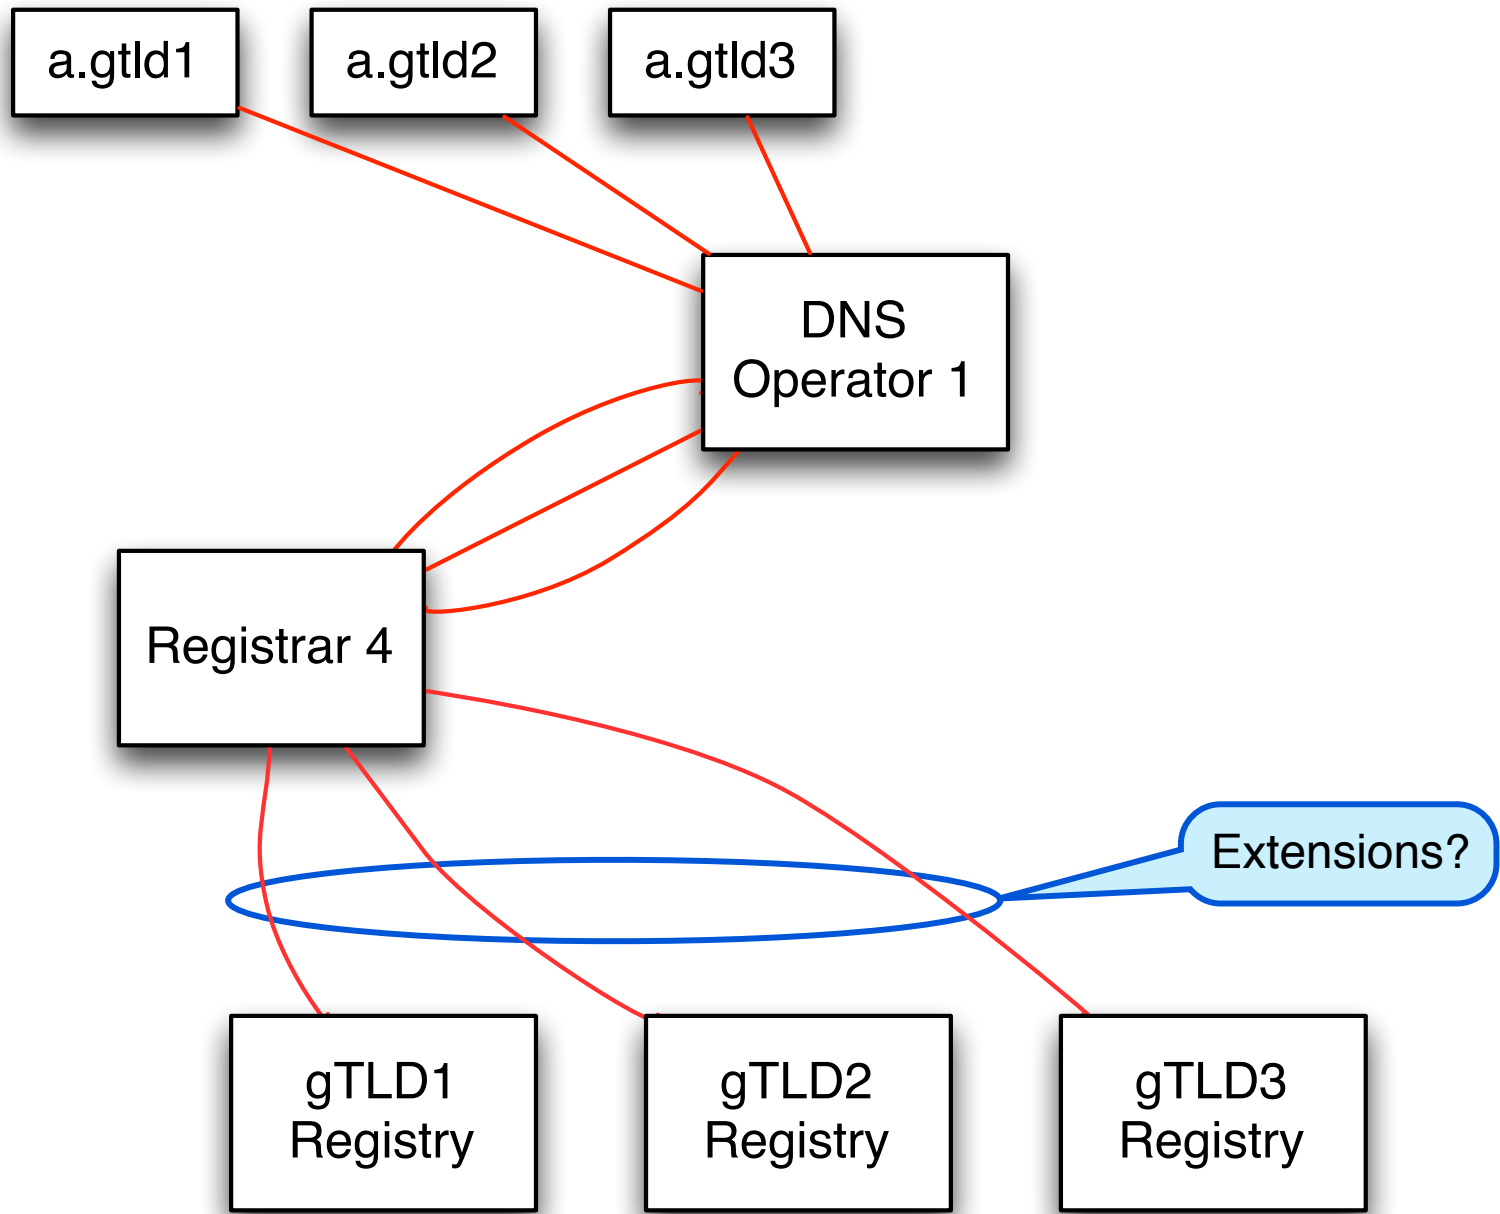 a.gtld1
a.gtld2
a.gtld3
DNS
Operator 1
Registrar 4
Extensions?
gTLD1
Registry
gTLD2
Registry
gTLD3
Registry